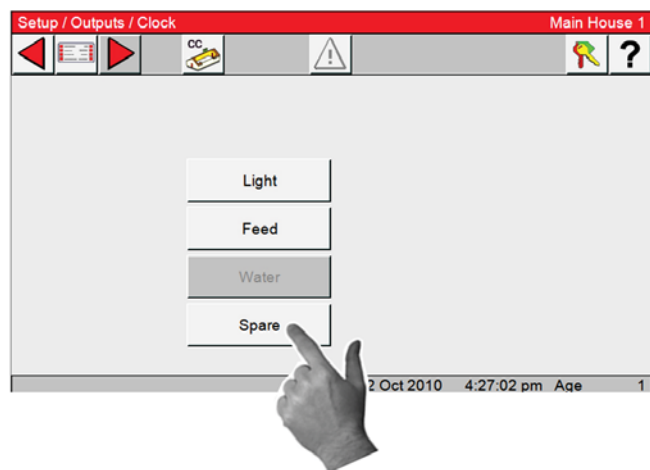 Setup / Outputs / Clock Main House 1
CC
?
Light
Feed
Water
Spare
2 Oct 2010 4:27:02 pm Age 1